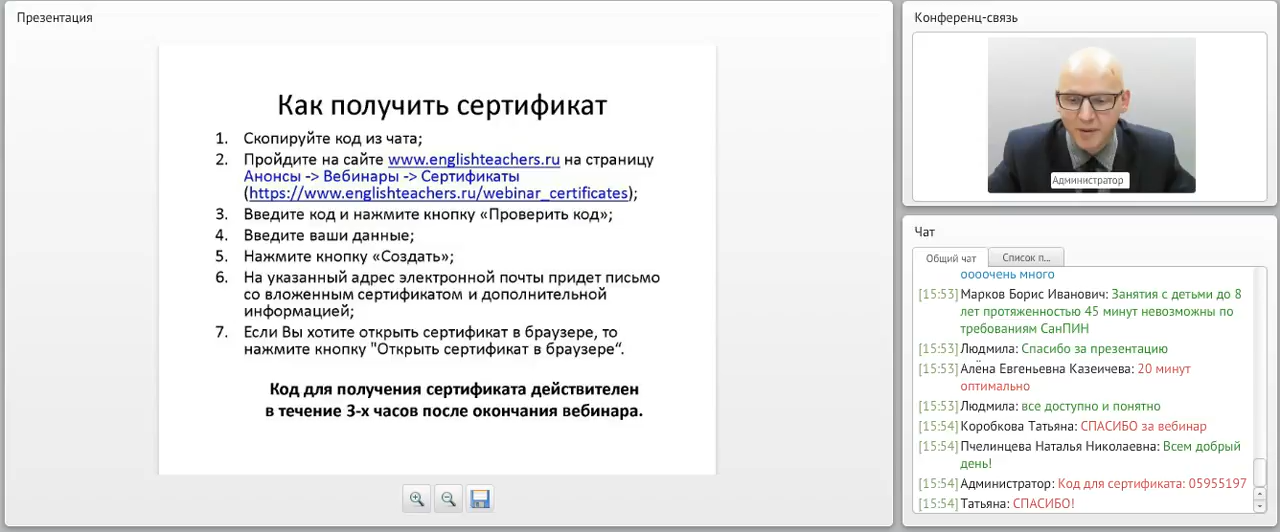 Презентация
Как получить сертификат
1. Скопируйте код из чата;
2. Пройдите на сайте www.englishteachers.ru на страницу
Анонсы -> Вебинары -> Сертификаты
(https://www.englishteachers.ru/webinar_certificates);
3. Введите код и нажмите кнопку «Проверить код»;
4. Введите ваши данные;
5. Нажмите кнопку «Создать»;
6. На указанный адрес электронной почты придет письмо
со вложенным сертификатом и дополнительной
информацией;
7. Если Вы хотите открыть сертификат в браузере, то
нажмите кнопку "Открыть сертификат в браузере“.
Код для получения сертификата действителен
в течение 3-х часов после окончания вебинара.
Конференц-связь
Администратор
Чат
Общий чат
Список п...
оооочень много
[15:53] Марков Борис Иванович: Занятия с детьми до 8
лет протяженностью 45 минут невозможны по
требованиям СанПИН
[15:53] Людмила: Спасибо за презентацию
[15:53] Алёна Евгеньевна Казеичева: 20 минут
оптимально
[15:53] Людмила: все доступно и понятно
[15:54] Коробкова Татьяна: СПАСИБО за вебинар
[15:54] Пчелинцева Наталья Николаевна: Всем добрый
день!
[15:54] Администратор: Код для сертификата: 05955197
[15:54] Татьяна: СПАСИБО!